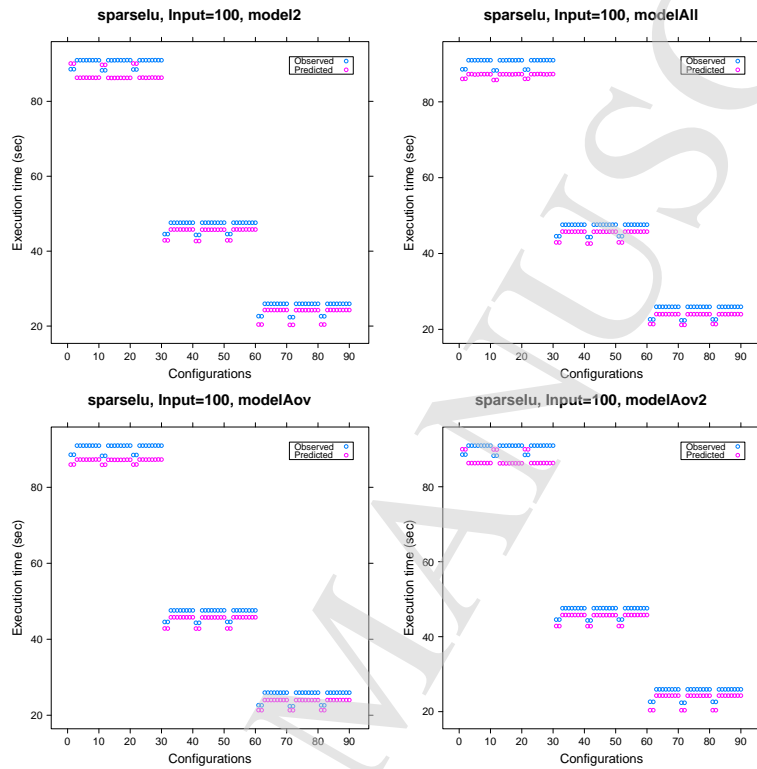 sparselu, Input=100, model2
Execution time (sec)
80
60
40
20
Observed
Predicted
0 10 20 30 40 50 60 70 80 90
Configurations
sparselu, Input=100, modelAll
Execution time (sec)
80
60
40
20
Observed
Predicted
0 10 20 30 40 50 60 70 80 90
Configurations
sparselu, Input=100, modelAov
Execution time (sec)
80
60
40
20
Observed
Predicted
0 10 20 30 40 50 60 70 80 90
Configurations
sparselu, Input=100, modelAov2
Execution time (sec)
80
60
40
20
Observed
Predicted
0 10 20 30 40 50 60 70 80 90
Configurations
MANUSC